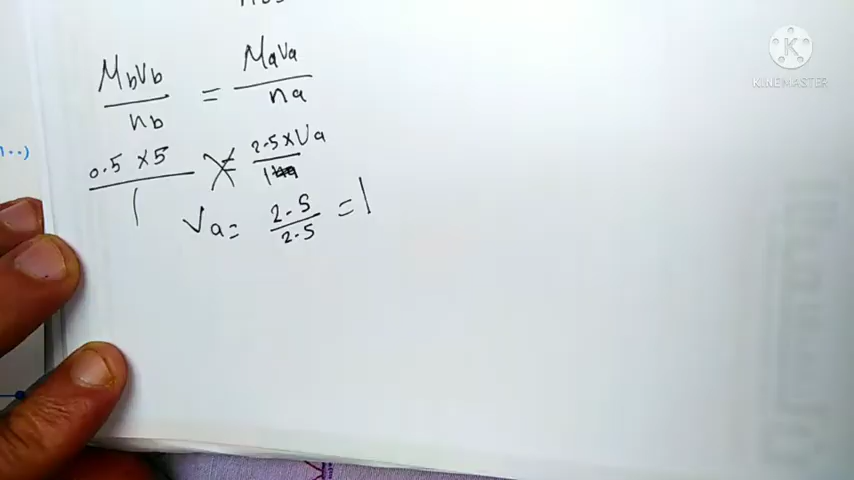 K
KINEMASTER
MbVb / nb = MaVa / na
0.5 × 5 / 1 = 2.5 × Va / 1
Va = 2.5 / 2.5 = 1